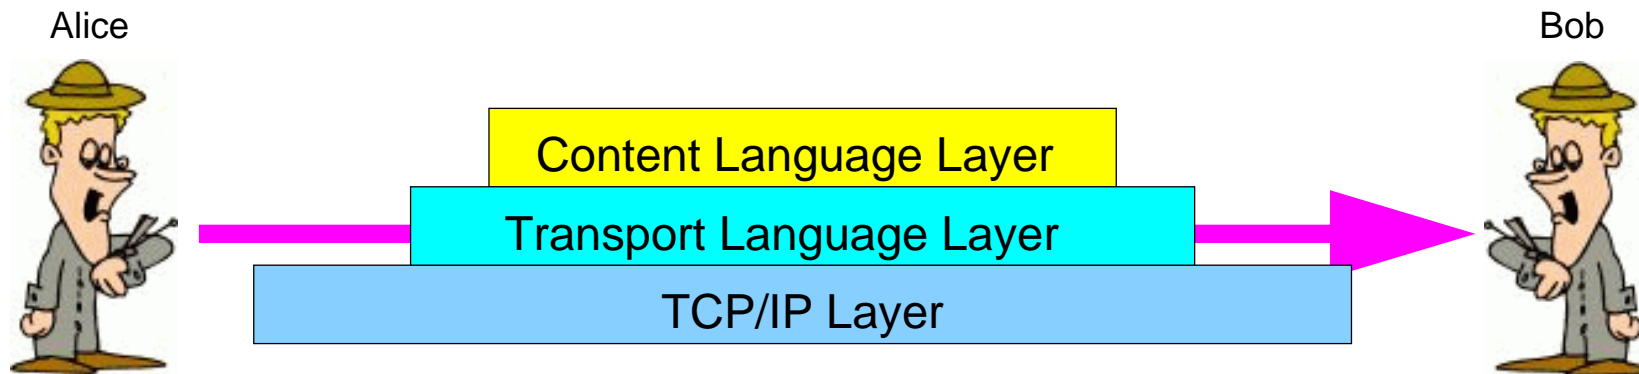 Alice
Bob
Content Language Layer
Transport Language Layer
TCP/IP Layer